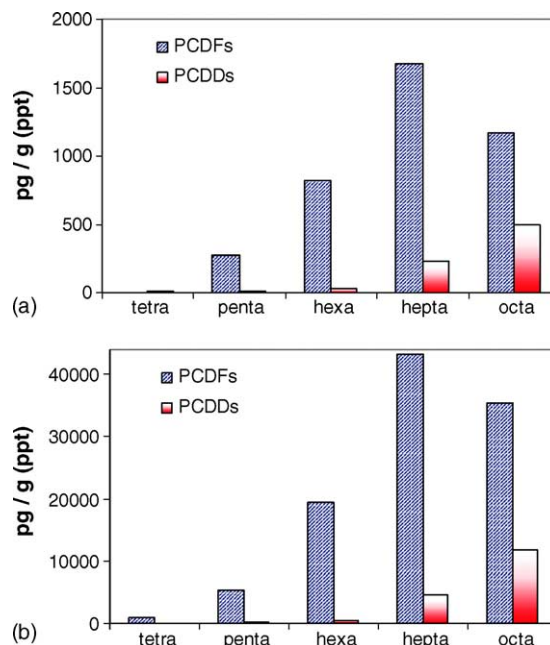 2000
1500
1000
500
0
pg / g (ppt)
PCDFs
PCDDs
(a)
tetra penta hexa hepta octa
40000
30000
20000
10000
0
pg / g (ppt)
PCDFs
PCDDs
(b)
tetra penta hexa hepta octa